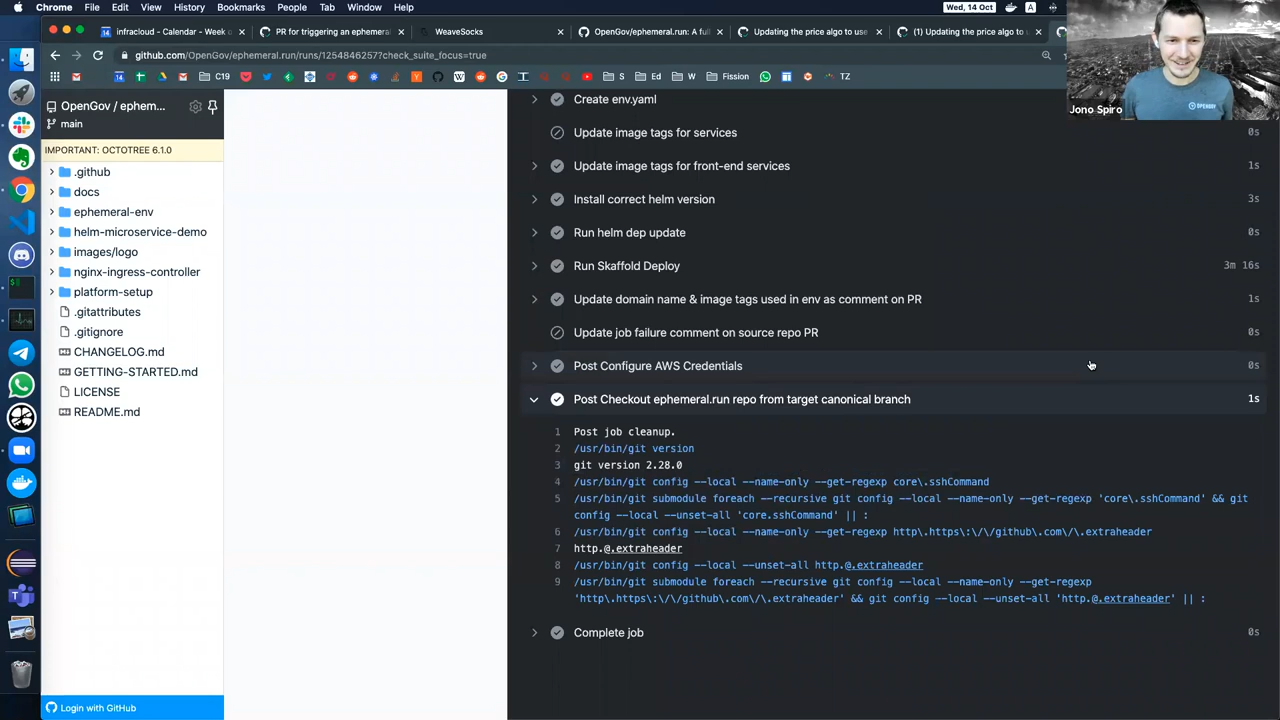 Chrome File Edit View History Bookmarks People Tab Window Help
Wed, 14 Oct A
infracloud - Calendar - Week o
PR for triggering an ephemeral
WeaveSocks
OpenGov/ephemeral.run: A full
Updating the price algo to use
(1) Updating the price algo to
github.com/OpenGov/ephemeral.run/runs/1254846257?check_suite_focus=true
C19
S
Ed
W
Fission
TZ
OpenGov / ephem...
main
IMPORTANT: OCTOTREE 6.1.0
.github
docs
ephemeral-env
helm-microservice-demo
images/logo
nginx-ingress-controller
platform-setup
.gitattributes
.gitignore
CHANGELOG.md
GETTING-STARTED.md
LICENSE
README.md
Login with GitHub
Create env.yaml
Update image tags for services 0s
Update image tags for front-end services 1s
Install correct helm version 3s
Run helm dep update 0s
Run Skaffold Deploy 3m 16s
Update domain name & image tags used in env as comment on PR 1s
Update job failure comment on source repo PR 0s
Post Configure AWS Credentials 0s
Post Checkout ephemeral.run repo from target canonical branch 1s
1 Post job cleanup.
2 /usr/bin/git version
3 git version 2.28.0
4 /usr/bin/git config --local --name-only --get-regexp core\.sshCommand
5 /usr/bin/git submodule foreach --recursive git config --local --name-only --get-regexp 'core\.sshCommand' && git
config --local --unset-all 'core.sshCommand' || :
6 /usr/bin/git config --local --name-only --get-regexp http\.https\:\/\/github\.com\/\.extraheader
7 http.@.extraheader
8 /usr/bin/git config --local --unset-all http.@.extraheader
9 /usr/bin/git submodule foreach --recursive git config --local --name-only --get-regexp
'http\.https\:\/\/github\.com\/\.extraheader' && git config --local --unset-all 'http.@.extraheader' || :
Complete job 0s
Jono Spiro